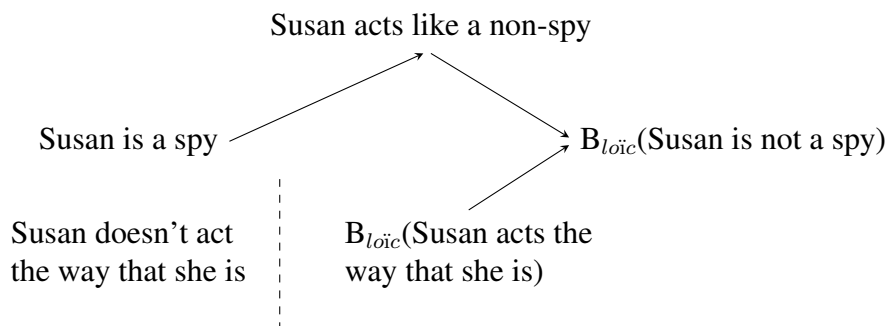 Susan acts like a non-spy
Susan is a spy
B_loïc(Susan is not a spy)
Susan doesn't act
the way that she is
B_loïc(Susan acts the
way that she is)